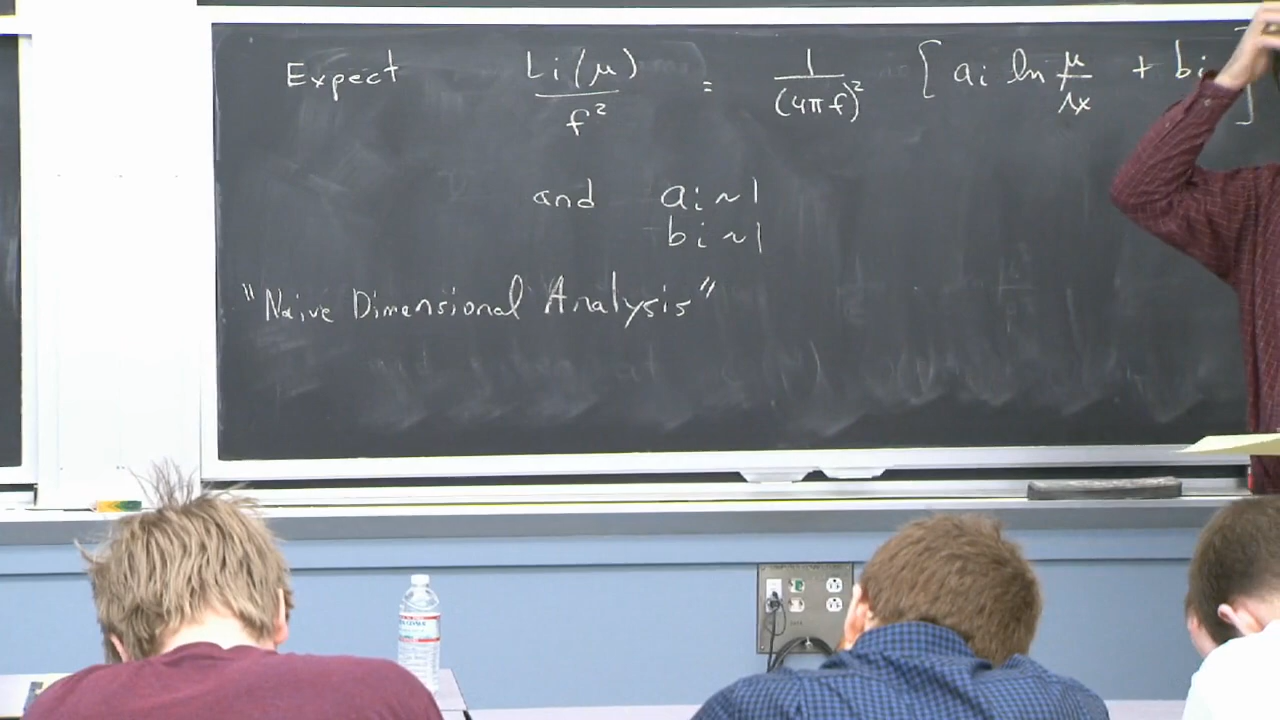 Expect Li(μ)/f² = 1/(4πf)² [ai ln μ/Λχ + bi]
and ai ~ 1
bi ~ 1
"Naive Dimensional Analysis"